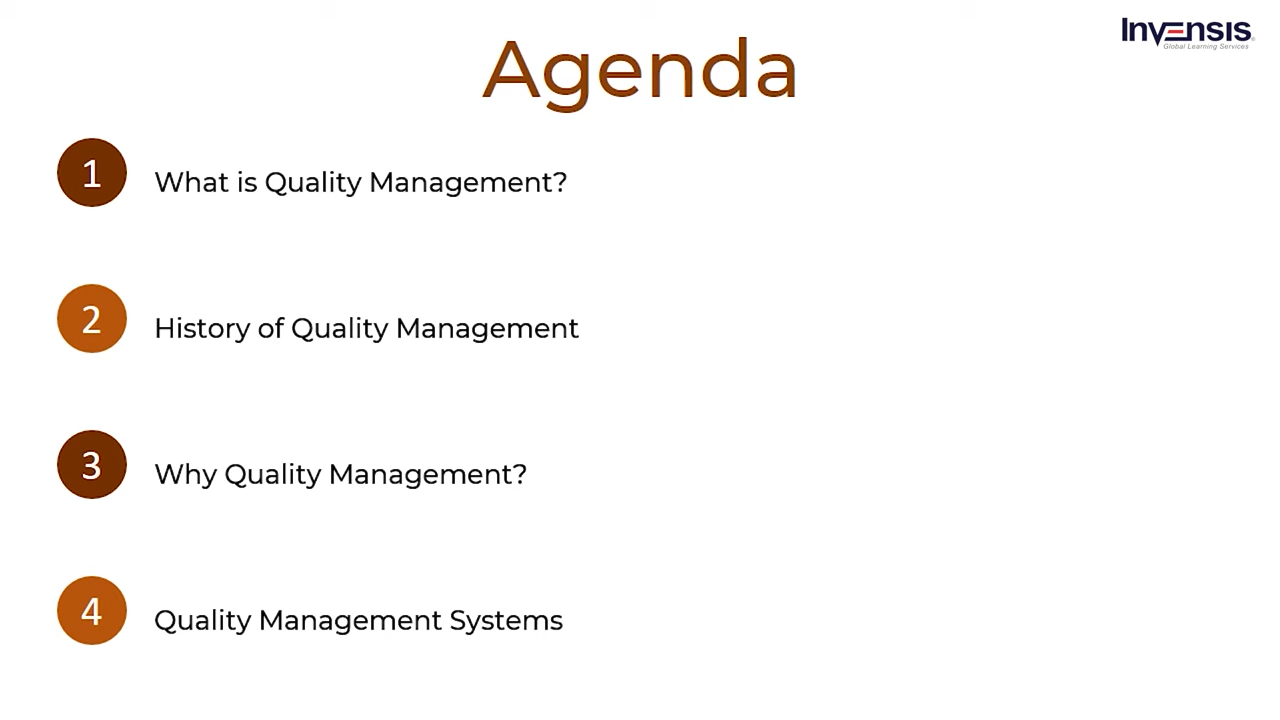 Invensis
Global Learning Services
Agenda
1 What is Quality Management?
2 History of Quality Management
3 Why Quality Management?
4 Quality Management Systems